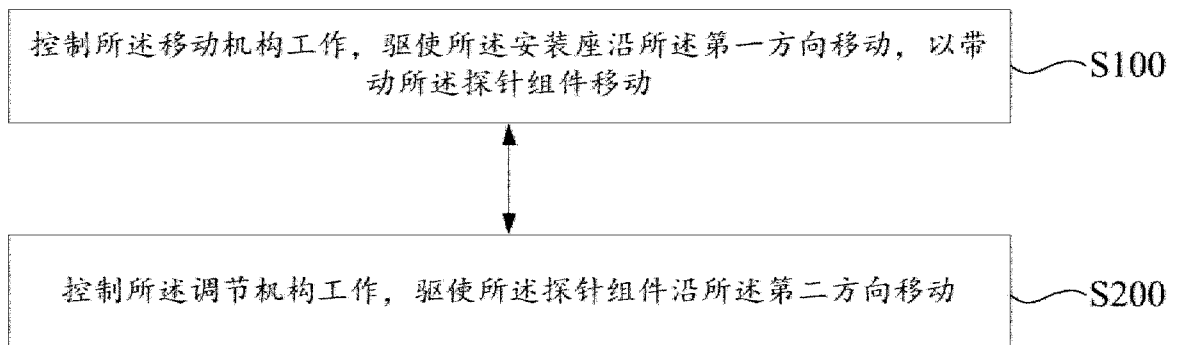 控制所述移动机构工作，驱使所述安装座沿所述第一方向移动，以带
动所述探针组件移动
S100
控制所述调节机构工作，驱使所述探针组件沿所述第二方向移动
S200